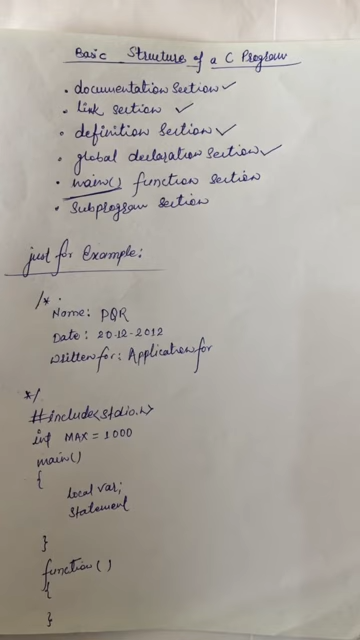 Basic Structure of a C Program
• documentation section ✓
• link section ✓
• definition section ✓
• global declaration section ✓
• main() function section
• Subprogram section
just for Example:
/*
Name: PQR
Date: 20-12-2012
written for: Application for
*/
#include<stdio.h>
int MAX = 1000
main()
{
local var;
statement
}
function()
{
}